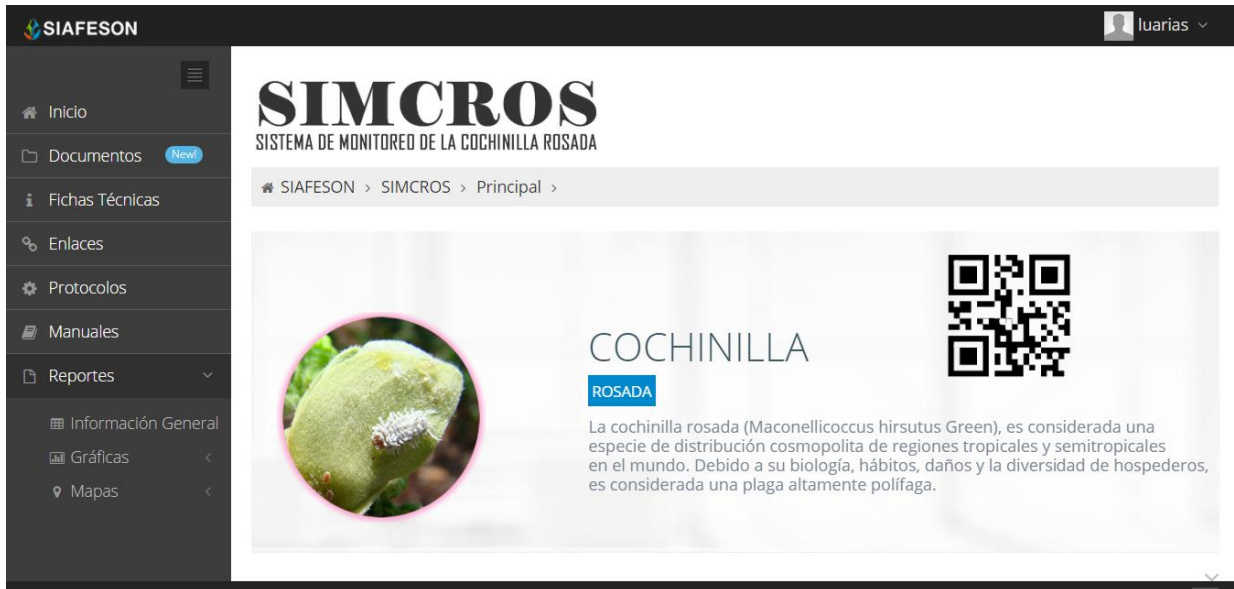 SIAFESON
luarias
Inicio
Documentos New!
Fichas Técnicas
Enlaces
Protocolos
Manuales
Reportes
Información General
Gráficas
Mapas
SIMCROS
SISTEMA DE MONITOREO DE LA COCHINILLA ROSADA
SIAFESON > SIMCROS > Principal >
COCHINILLA
ROSADA
La cochinilla rosada (Maconellicoccus hirsutus Green), es considerada una
especie de distribución cosmopolita de regiones tropicales y semitropicales
en el mundo. Debido a su biología, hábitos, daños y la diversidad de hospederos,
es considerada una plaga altamente polífaga.